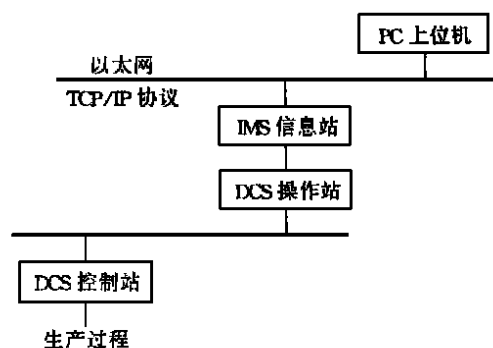 PC 上位机
以太网
TCP/IP 协议
IMS 信息站
DCS 操作站
DCS 控制站
生产过程